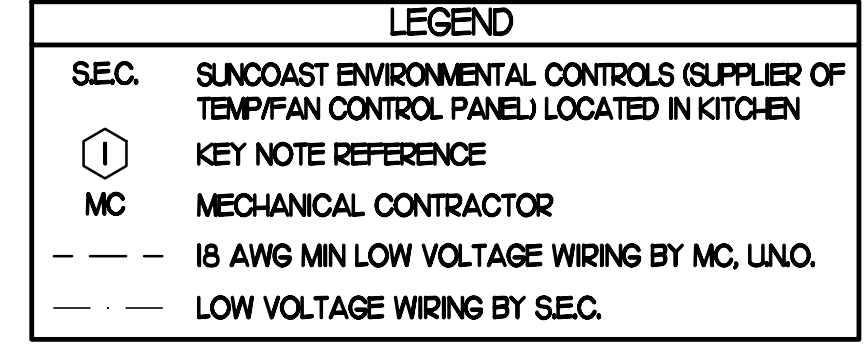 LEGEND
S.E.C. SUNCOAST ENVIRONMENTAL CONTROLS (SUPPLIER OF
TEMP/FAN CONTROL PANEL) LOCATED IN KITCHEN
1 KEY NOTE REFERENCE
MC MECHANICAL CONTRACTOR
18 AWG MIN LOW VOLTAGE WIRING BY MC, U.N.O.
LOW VOLTAGE WIRING BY S.E.C.